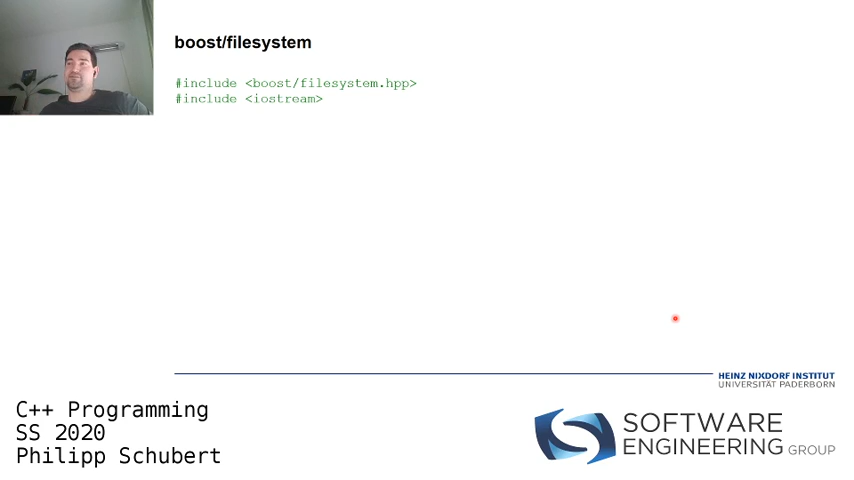 boost/filesystem
#include <boost/filesystem.hpp>
#include <iostream>
HEINZ NIXDORF INSTITUT
UNIVERSITÄT PADERBORN
C++ Programming
SS 2020
Philipp Schubert
SOFTWARE
ENGINEERING GROUP